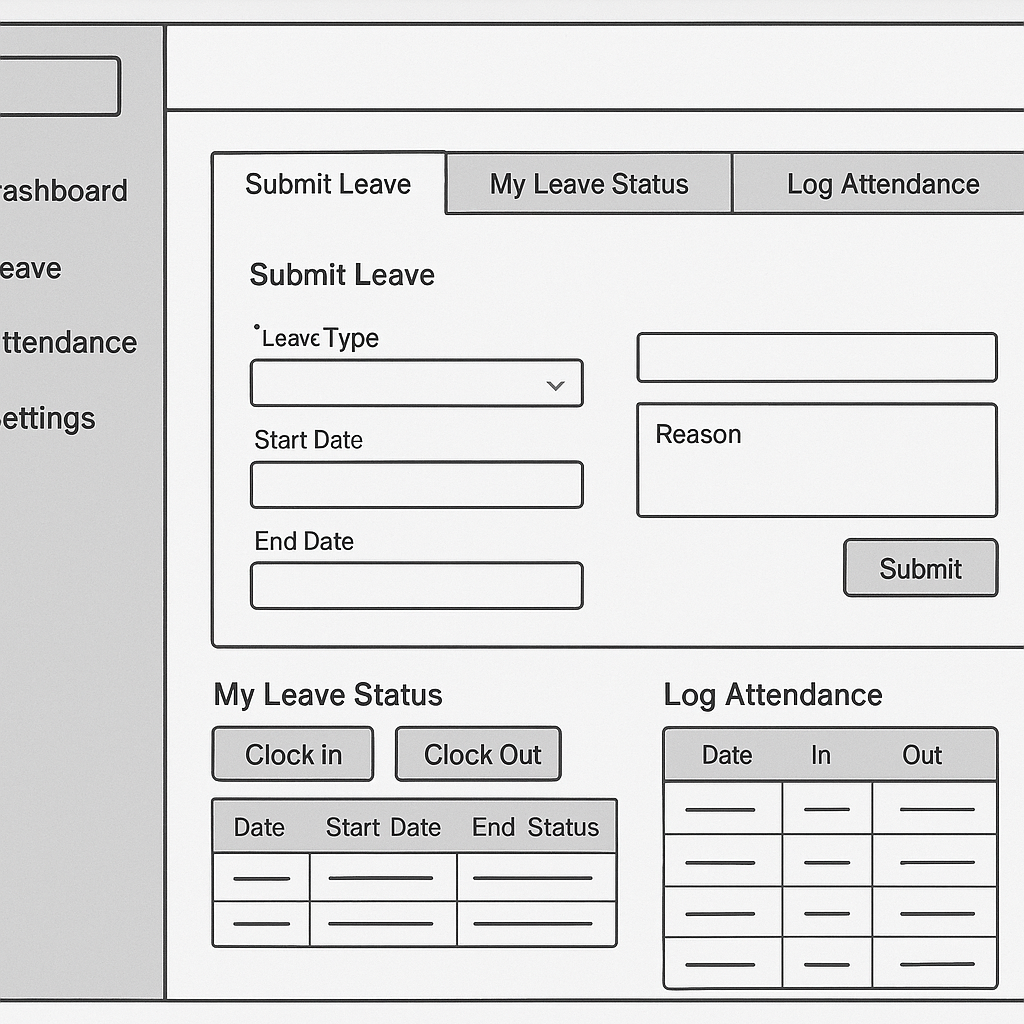 rashboard
eave
ttendance
ettings
Submit Leave
My Leave Status
Log Attendance
Submit Leave
Leave Type
Start Date
End Date
Reason
Submit
My Leave Status
Clock in
Clock Out
Date Start Date End Status
Log Attendance
Date In Out